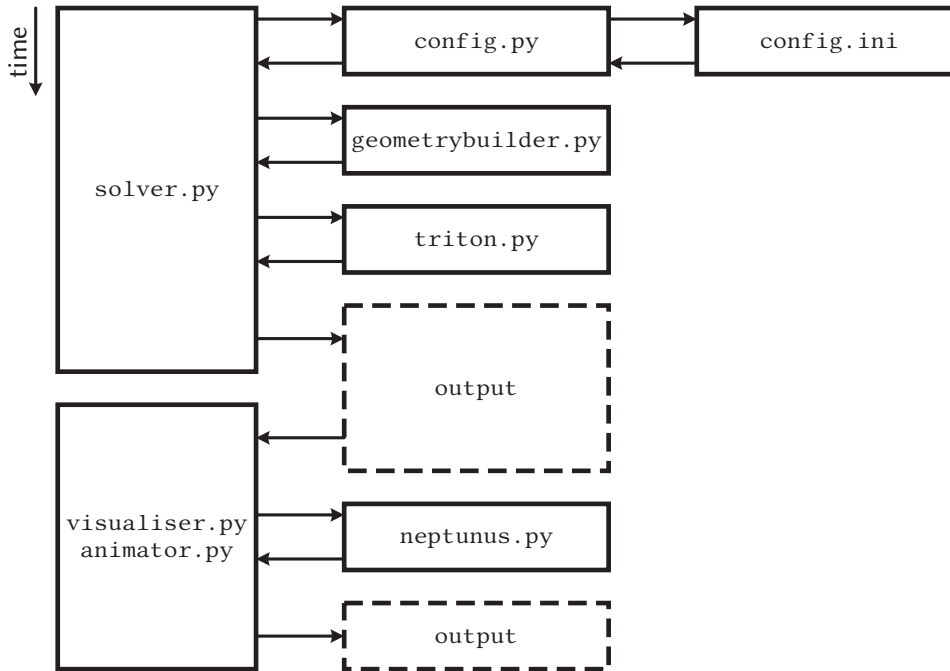 time
config.py
config.ini
geometrybuilder.py
solver.py
triton.py
output
visualiser.py
animator.py
neptunus.py
output